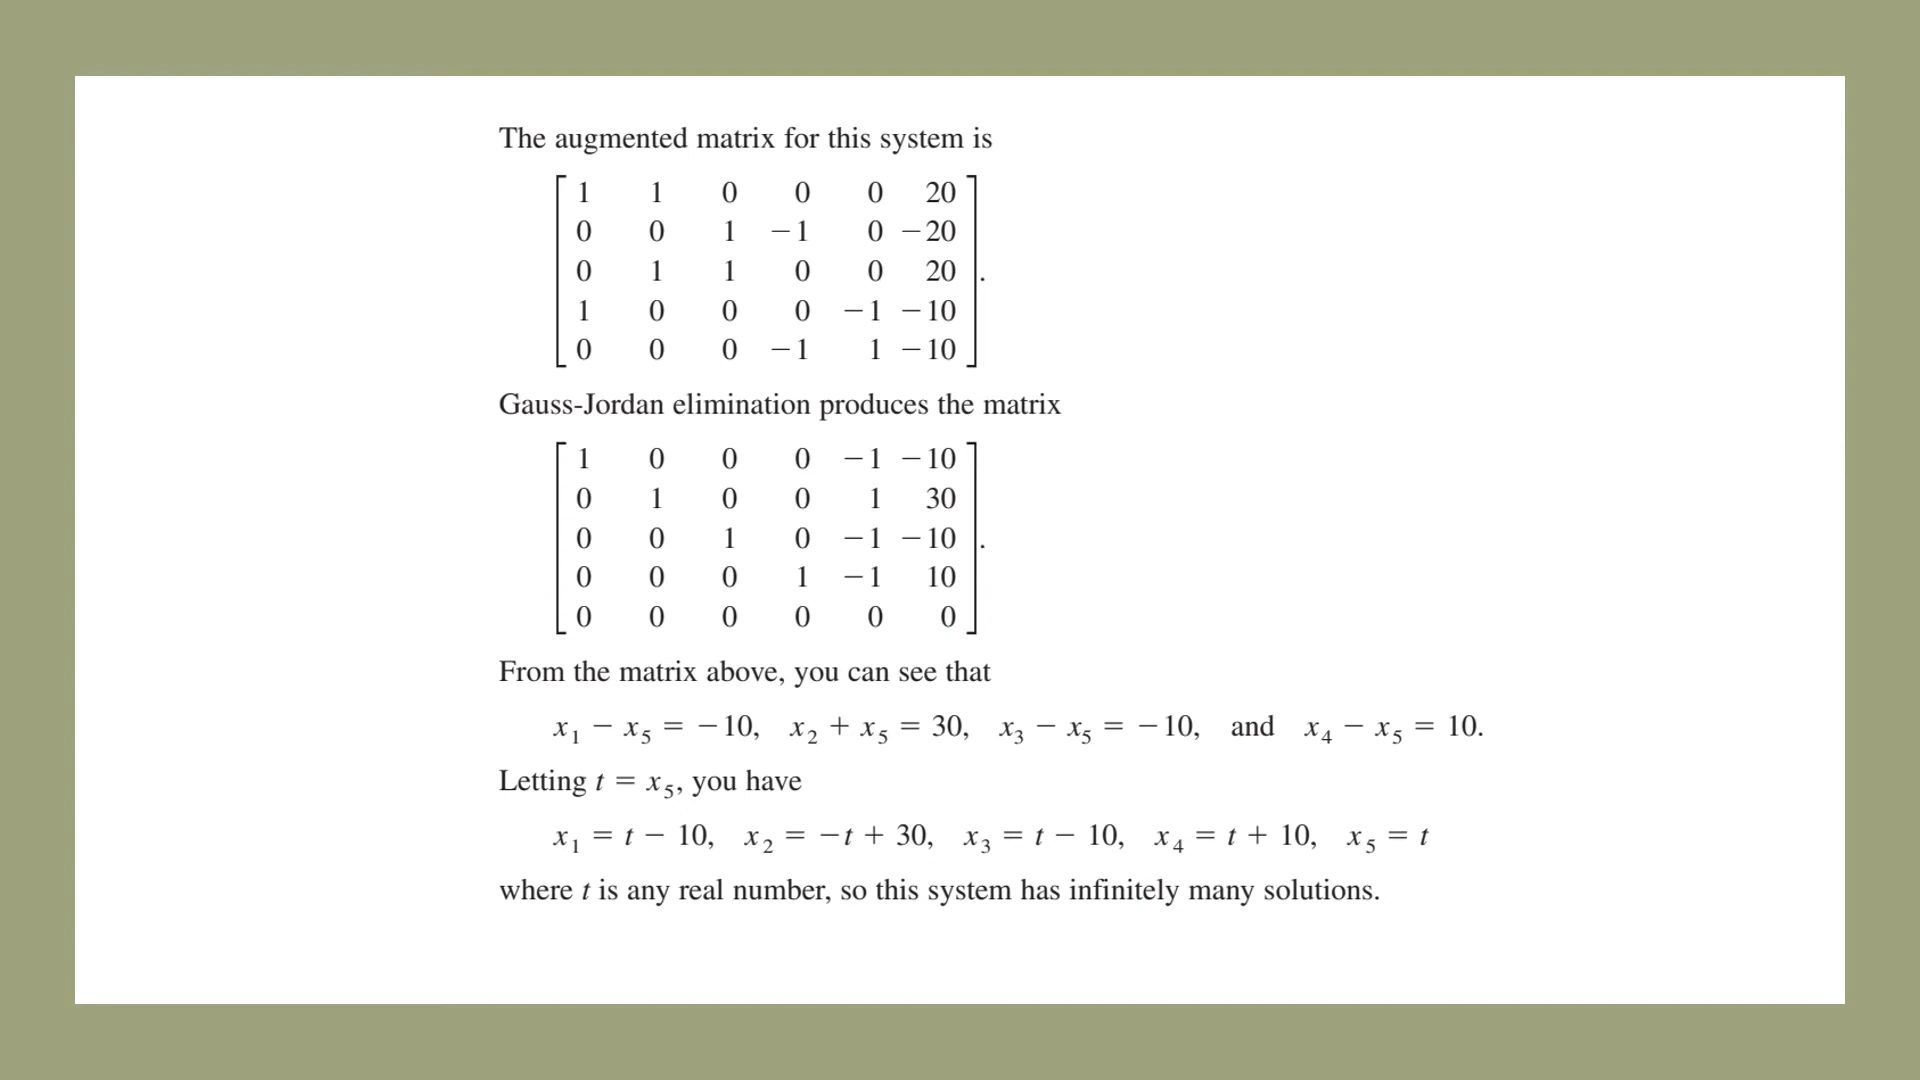 The augmented matrix for this system is
1 1 0 0 0 20
0 0 1 −1 0 −20
0 1 1 0 0 20 .
1 0 0 0 −1 −10
0 0 0 −1 1 −10
Gauss-Jordan elimination produces the matrix
1 0 0 0 −1 −10
0 1 0 0 1 30
0 0 1 0 −1 −10 .
0 0 0 1 −1 10
0 0 0 0 0 0
From the matrix above, you can see that
x₁ − x₅ = −10, x₂ + x₅ = 30, x₃ − x₅ = −10, and x₄ − x₅ = 10.
Letting t = x₅, you have
x₁ = t − 10, x₂ = −t + 30, x₃ = t − 10, x₄ = t + 10, x₅ = t
where t is any real number, so this system has infinitely many solutions.